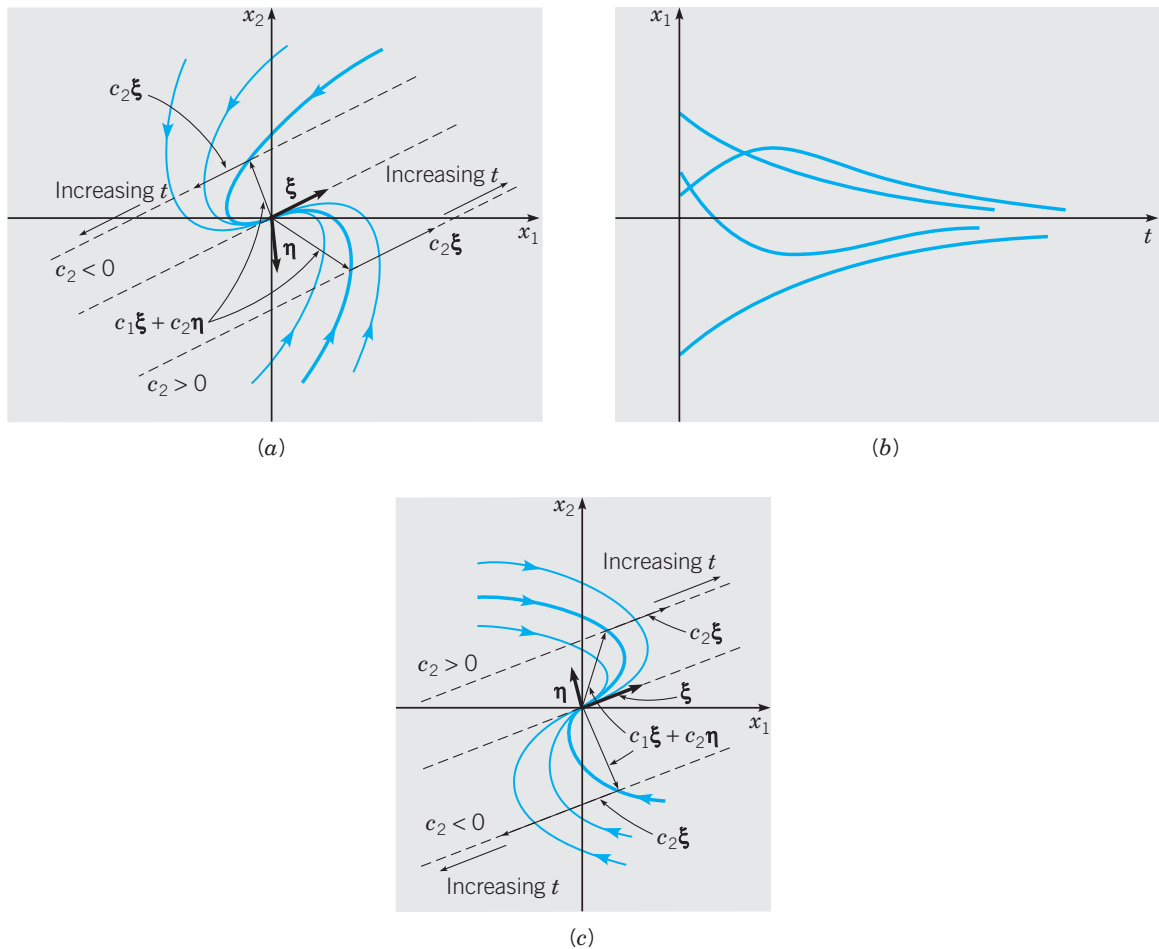 x₂
c₂ξ
Increasing t
Increasing t
ξ
x₁
η
c₂ξ
c₂ < 0
c₁ξ + c₂η
c₂ > 0
(a)
x₁
t
(b)
x₂
Increasing t
c₂ξ
c₂ > 0
η
ξ
x₁
c₁ξ + c₂η
c₂ < 0
c₂ξ
Increasing t
(c)